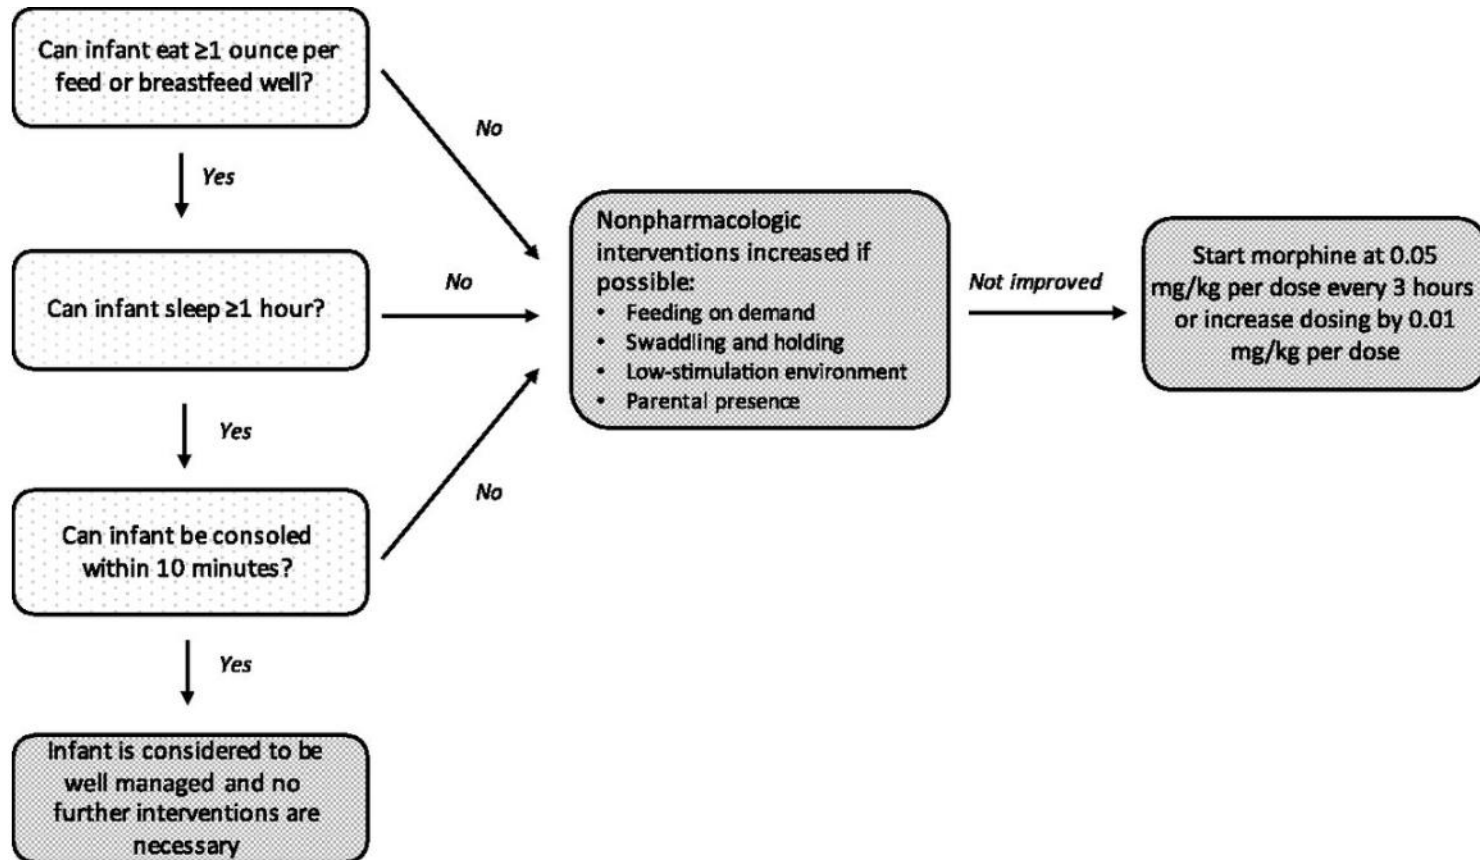 Can infant eat ≥1 ounce per
feed or breastfeed well?
No
Yes
Can infant sleep ≥1 hour?
No
Yes
Can infant be consoled
within 10 minutes?
No
Yes
Infant is considered to be
well managed and no
further interventions are
necessary
Nonpharmacologic
interventions increased if
possible:
• Feeding on demand
• Swaddling and holding
• Low-stimulation environment
• Parental presence
Not improved
Start morphine at 0.05
mg/kg per dose every 3 hours
or increase dosing by 0.01
mg/kg per dose